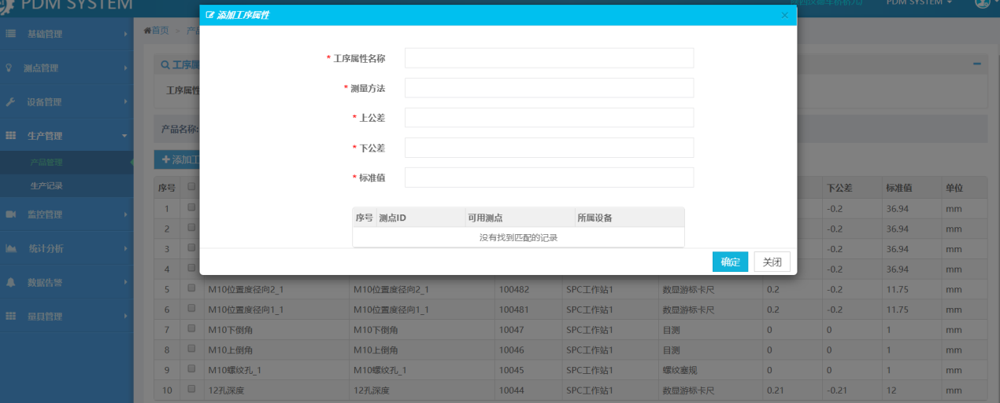 PDM SYSTEM
PDM SYSTEM
添加工序属性
×
基础管理
测点管理
设备管理
生产管理
产品管理
生产记录
监控管理
统计分析
数据告警
量目管理
首页 > 产
工序属
工序属性
产品名称:
添加工
* 工序属性名称
* 测量方法
* 上公差
* 下公差
* 标准值
序号 测点ID 可用测点 所属设备
没有找到匹配的记录
确定 关闭
序号 下公差 标准值 单位
1 -0.2 36.94 mm
2 -0.2 36.94 mm
3 -0.2 36.94 mm
4 -0.2 36.94 mm
5 M10位置度径向2_1 M10位置度径向2_1 100482 SPC工作站1 数显游标卡尺 0.2 -0.2 11.75 mm
6 M10位置度径向1_1 M10位置度径向1_1 100481 SPC工作站1 数显游标卡尺 0.2 -0.2 11.75 mm
7 M10下倒角 M10下倒角 10047 SPC工作站1 目测 0 0 1 mm
8 M10上倒角 M10上倒角 10046 SPC工作站1 目测 0 0 1 mm
9 M10螺纹孔_1 M10螺纹孔_1 10045 SPC工作站1 螺纹塞规 0 0 1 mm
10 12孔深度 12孔深度 10044 SPC工作站1 数显游标卡尺 0.21 -0.21 12 mm